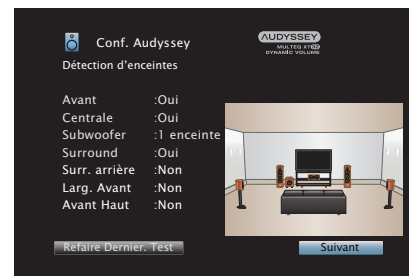 Conf. Audyssey
AUDYSSEY
MULTEQ XT32
DYNAMIC VOLUME
Détection d'enceintes
Avant :Oui
Centrale :Oui
Subwoofer :1 enceinte
Surround :Oui
Surr. arrière :Non
Larg. Avant :Non
Avant Haut :Non
Refaire Dernier. Test
Suivant